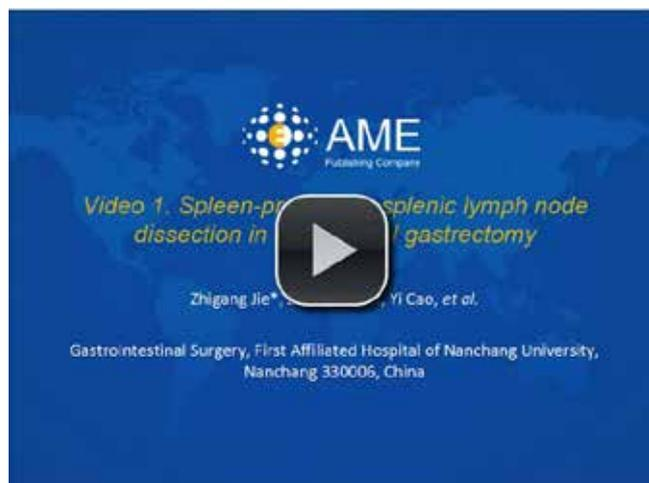 AME
Publishing Company
Video 1. Spleen-pr splenic lymph node
dissection in l gastrectomy
Zhigang Jie*, , Yi Cao, et al.
Gastrointestinal Surgery, First Affiliated Hospital of Nanchang University,
Nanchang 330006, China